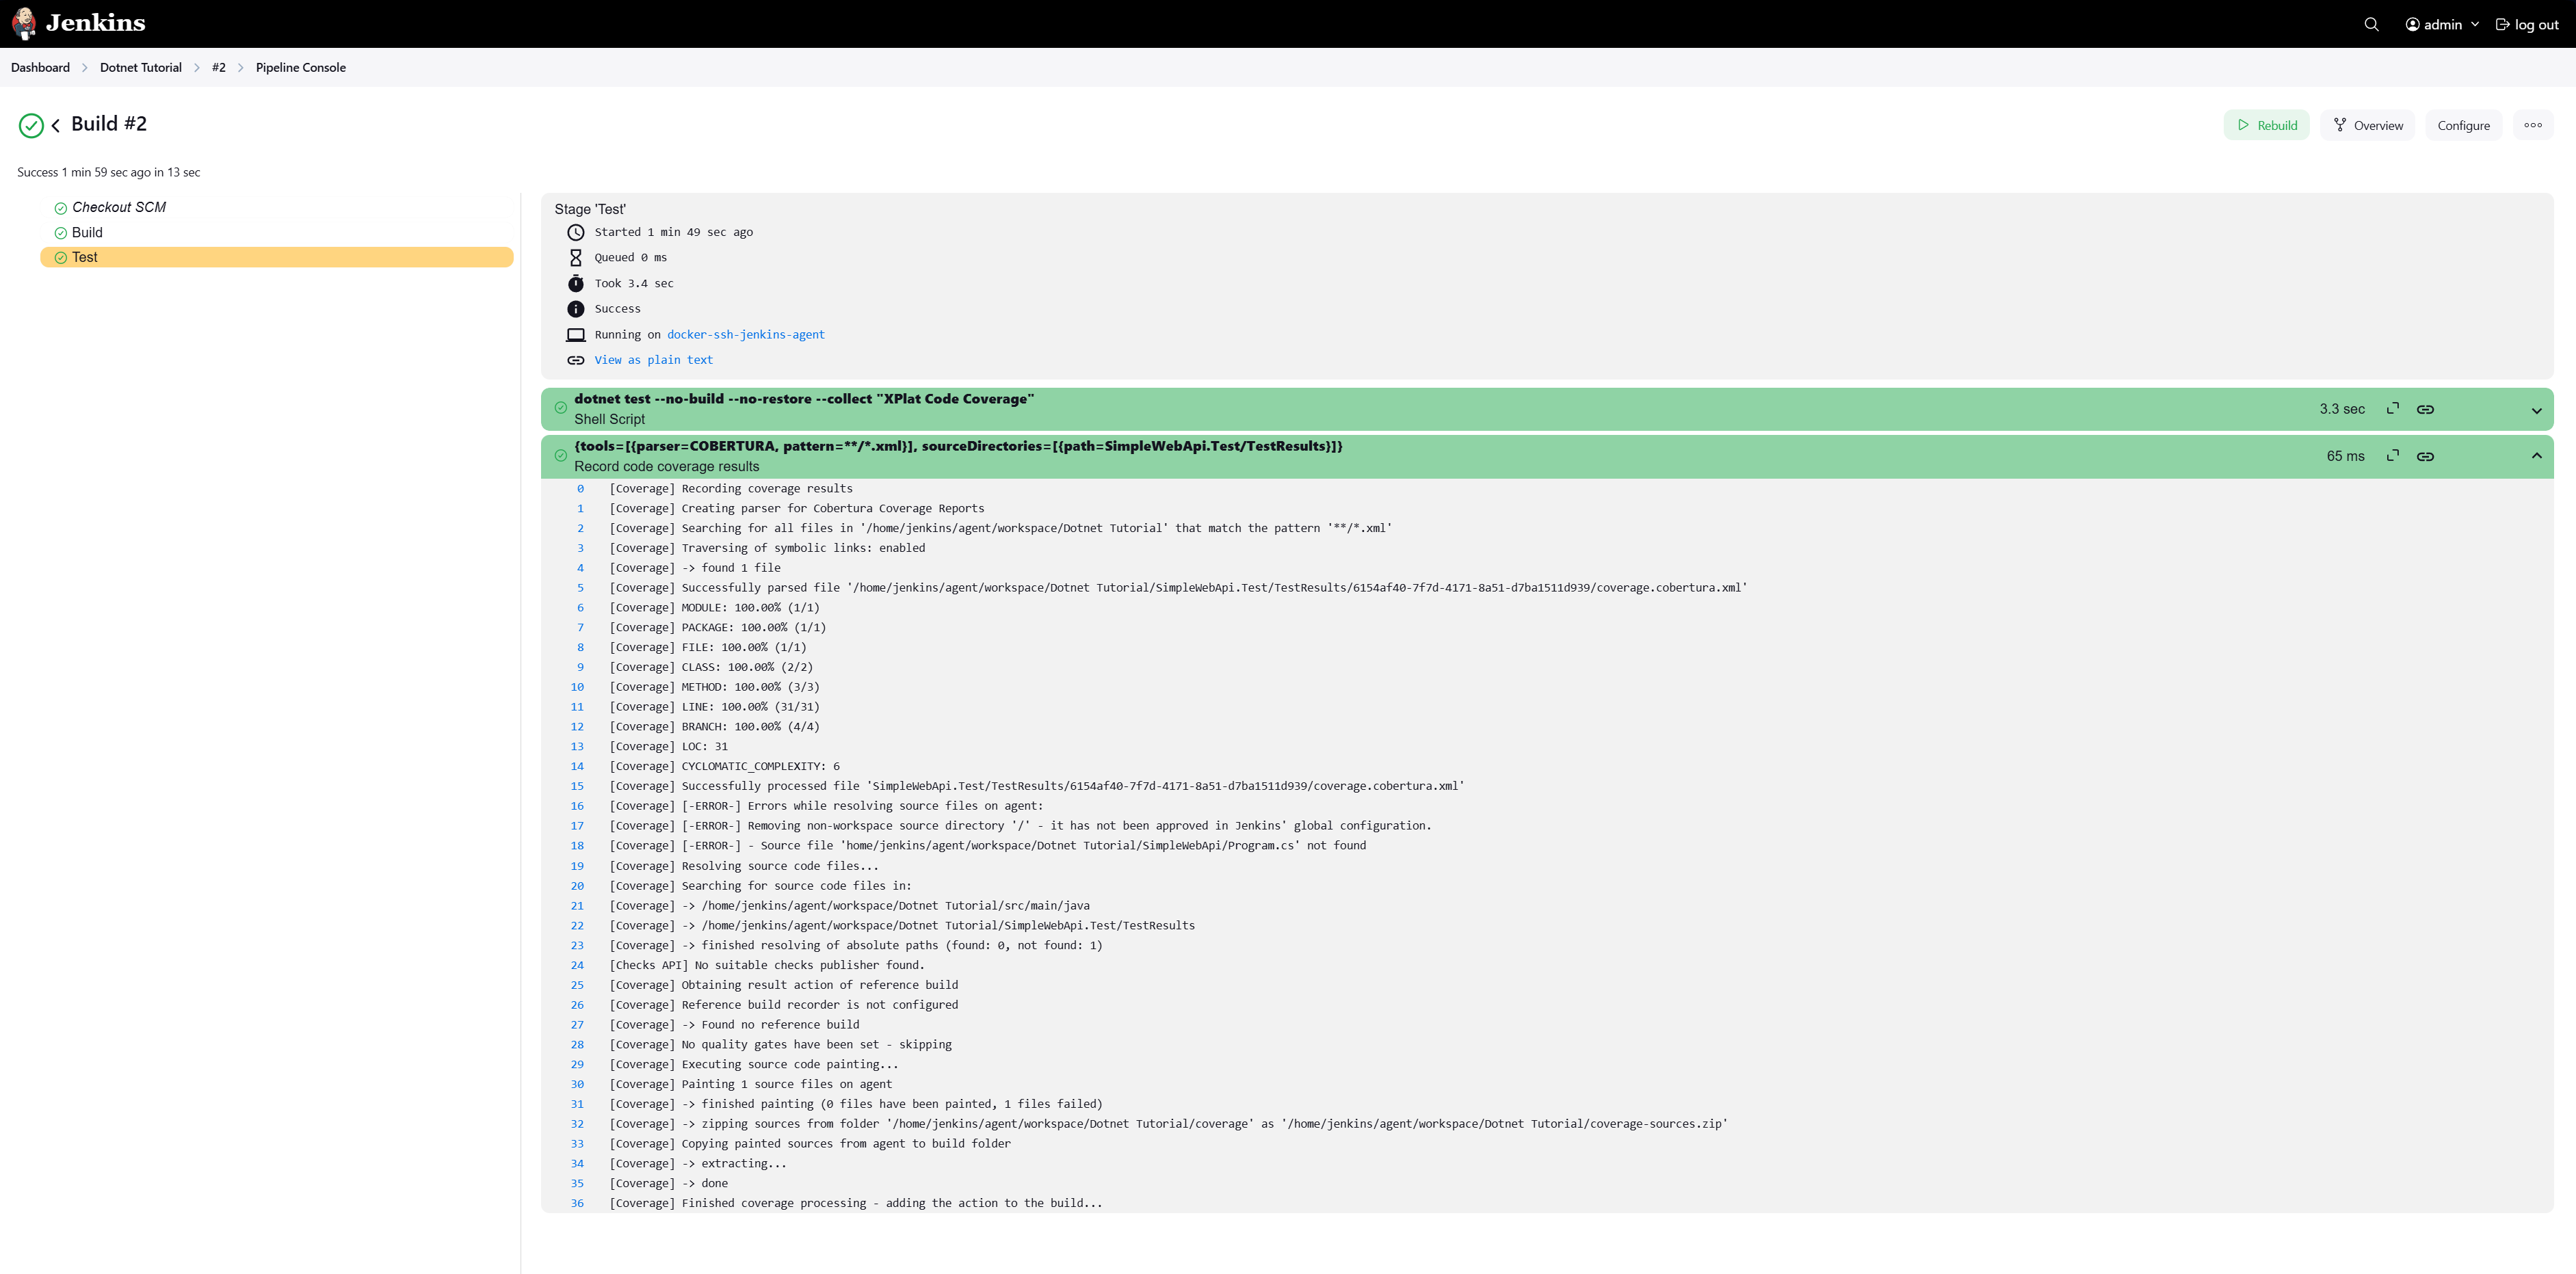 Jenkins
admin
log out
Dashboard
Dotnet Tutorial
#2
Pipeline Console
Build #2
Rebuild
Overview
Configure
Success 1 min 59 sec ago in 13 sec
Checkout SCM
Build
Test
Stage 'Test'
Started 1 min 49 sec ago
Queued 0 ms
Took 3.4 sec
Success
Running on docker-ssh-jenkins-agent
View as plain text
dotnet test --no-build --no-restore --collect "XPlat Code Coverage"
Shell Script
3.3 sec
{tools=[{parser=COBERTURA, pattern=**/*.xml}], sourceDirectories=[{path=SimpleWebApi.Test/TestResults}]}
Record code coverage results
65 ms
0 [Coverage] Recording coverage results
1 [Coverage] Creating parser for Cobertura Coverage Reports
2 [Coverage] Searching for all files in '/home/jenkins/agent/workspace/Dotnet Tutorial' that match the pattern '**/*.xml'
3 [Coverage] Traversing of symbolic links: enabled
4 [Coverage] -> found 1 file
5 [Coverage] Successfully parsed file '/home/jenkins/agent/workspace/Dotnet Tutorial/SimpleWebApi.Test/TestResults/6154af40-7f7d-4171-8a51-d7ba1511d939/coverage.cobertura.xml'
6 [Coverage] MODULE: 100.00% (1/1)
7 [Coverage] PACKAGE: 100.00% (1/1)
8 [Coverage] FILE: 100.00% (1/1)
9 [Coverage] CLASS: 100.00% (2/2)
10 [Coverage] METHOD: 100.00% (3/3)
11 [Coverage] LINE: 100.00% (31/31)
12 [Coverage] BRANCH: 100.00% (4/4)
13 [Coverage] LOC: 31
14 [Coverage] CYCLOMATIC_COMPLEXITY: 6
15 [Coverage] Successfully processed file 'SimpleWebApi.Test/TestResults/6154af40-7f7d-4171-8a51-d7ba1511d939/coverage.cobertura.xml'
16 [Coverage] [-ERROR-] Errors while resolving source files on agent:
17 [Coverage] [-ERROR-] Removing non-workspace source directory '/' - it has not been approved in Jenkins' global configuration.
18 [Coverage] [-ERROR-] - Source file 'home/jenkins/agent/workspace/Dotnet Tutorial/SimpleWebApi/Program.cs' not found
19 [Coverage] Resolving source code files...
20 [Coverage] Searching for source code files in:
21 [Coverage] -> /home/jenkins/agent/workspace/Dotnet Tutorial/src/main/java
22 [Coverage] -> /home/jenkins/agent/workspace/Dotnet Tutorial/SimpleWebApi.Test/TestResults
23 [Coverage] -> finished resolving of absolute paths (found: 0, not found: 1)
24 [Checks API] No suitable checks publisher found.
25 [Coverage] Obtaining result action of reference build
26 [Coverage] Reference build recorder is not configured
27 [Coverage] -> Found no reference build
28 [Coverage] No quality gates have been set - skipping
29 [Coverage] Executing source code painting...
30 [Coverage] Painting 1 source files on agent
31 [Coverage] -> finished painting (0 files have been painted, 1 files failed)
32 [Coverage] -> zipping sources from folder '/home/jenkins/agent/workspace/Dotnet Tutorial/coverage' as '/home/jenkins/agent/workspace/Dotnet Tutorial/coverage-sources.zip'
33 [Coverage] Copying painted sources from agent to build folder
34 [Coverage] -> extracting...
35 [Coverage] -> done
36 [Coverage] Finished coverage processing - adding the action to the build...